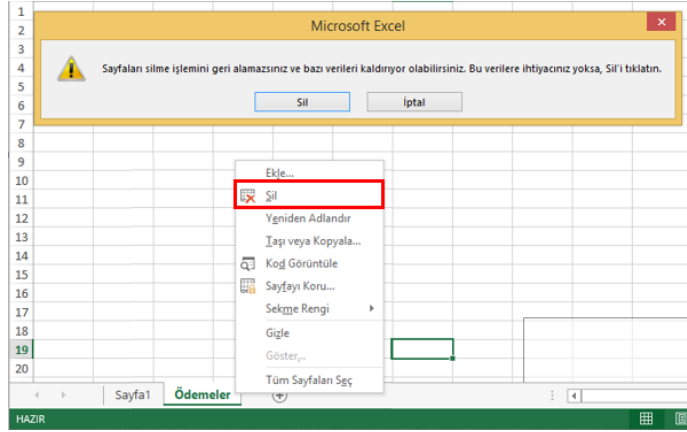 1
2
Microsoft Excel
3
4
Sayfaları silme işlemini geri alamazsınız ve bazı verileri kaldırıyor olabilirsiniz. Bu verilere ihtiyacınız yoksa, Sil'i tıklatın.
5
6
Sil İptal
7
8
9
Ekle...
10
11
Sil
12
Yeniden Adlandır
13
Taşı veya Kopyala...
14
Kod Görüntüle
15
Sayfayı Koru...
16
17
Sekme Rengi
18
Gizle
19
Göster...
20
Tüm Sayfaları Seç
Sayfa1 Ödemeler
HAZIR